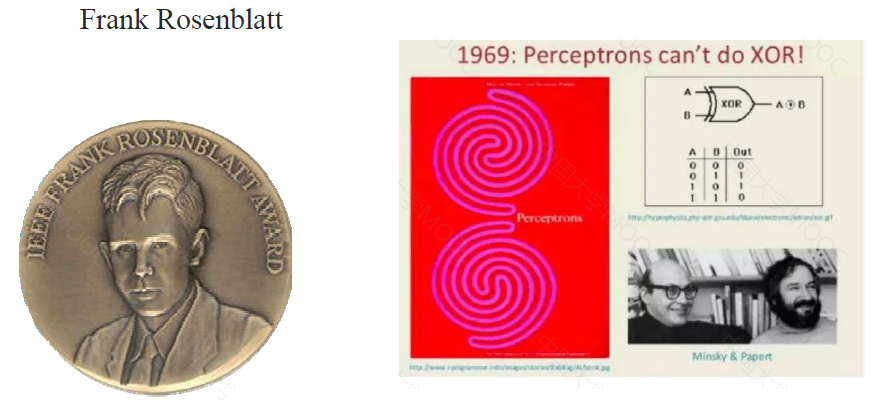 Frank Rosenblatt
IEEE FRANK ROSENBLATT AWARD
1969: Perceptrons can't do XOR!
Perceptrons
A
B
XOR
A ⊕ B
A B Out
0 0 0
0 1 1
1 0 1
1 1 0
Minsky & Papert